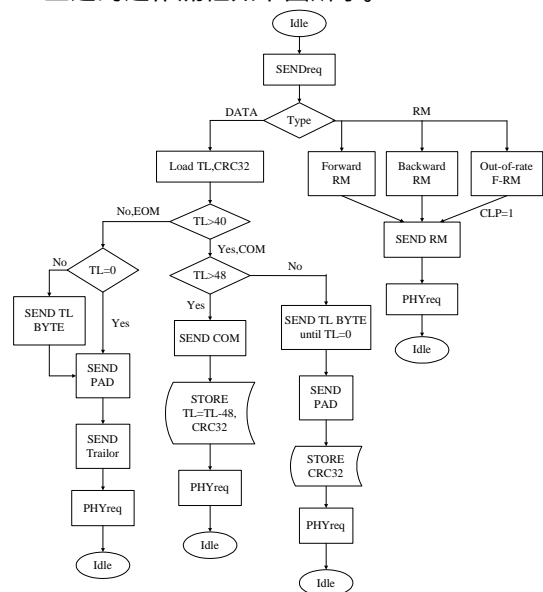 Idle
SENDreq
DATA
Type
RM
Load TL,CRC32
Forward
RM
Backward
RM
Out-of-rate
F-RM
No,EOM
TL>40
CLP=1
SEND RM
Yes,COM
No
TL=0
TL>48
No
PHYreq
SEND TL
BYTE
Yes
Yes
SEND COM
SEND TL BYTE
until TL=0
Idle
SEND
PAD
STORE
TL=TL-48,
CRC32
SEND
PAD
SEND
Trailor
STORE
CRC32
PHYreq
PHYreq
PHYreq
Idle
Idle
Idle